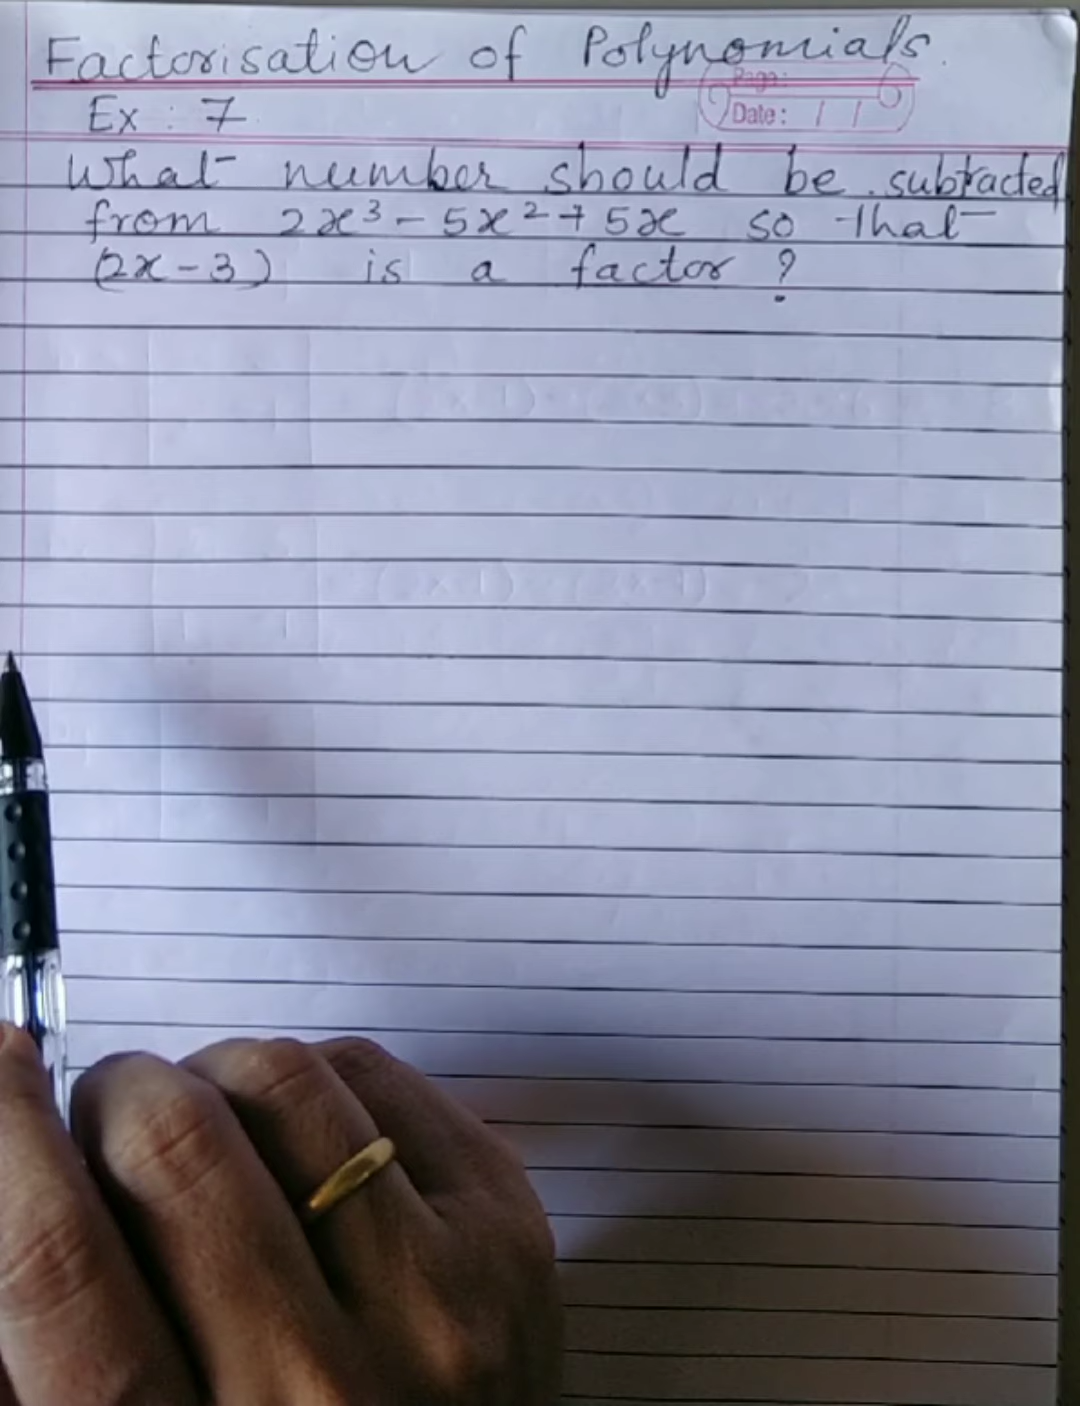 Factorisation of Polynomials.
Page:
Ex : 7
Date: / /
What number should be subtracted
from 2x³ - 5x² + 5x so that
(2x - 3) is a factor ?